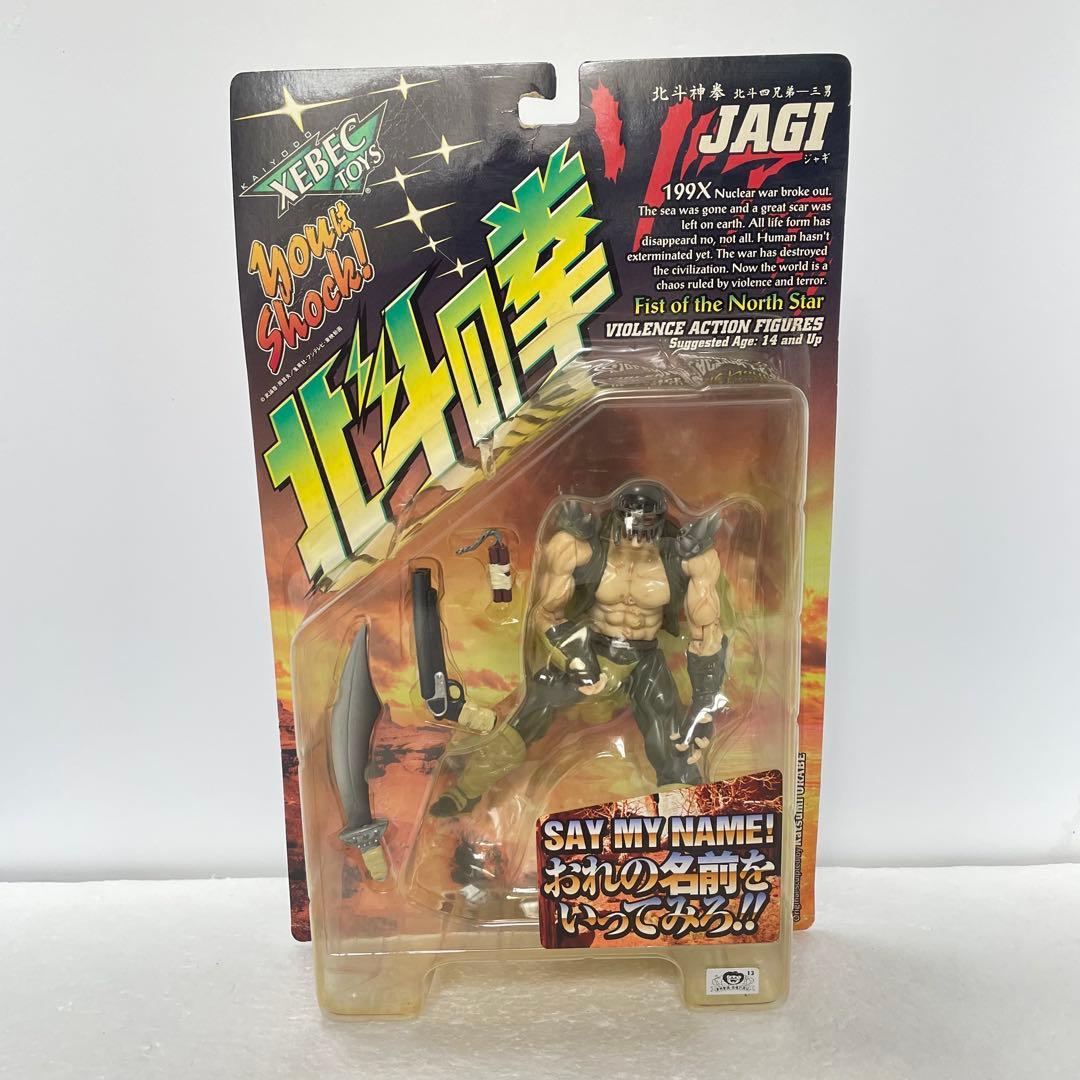 KAIYODO
XEBEC
TOYS
®
youは
Shock!
北斗の拳
北斗神拳 北斗四兄弟一三男
JAGI
ジャギ
199X Nuclear war broke out.
The sea was gone and a great scar was
left on earth. All life form has
disappeard no, not all. Human hasn't
exterminated yet. The war has destroyed
the civilization. Now the world is a
chaos ruled by violence and terror.
Fist of the North Star
VIOLENCE ACTION FIGURES
Suggested Age: 14 and Up
SAY MY NAME!
おれの名前を
いってみろ!!
KATSUMI URABE
13